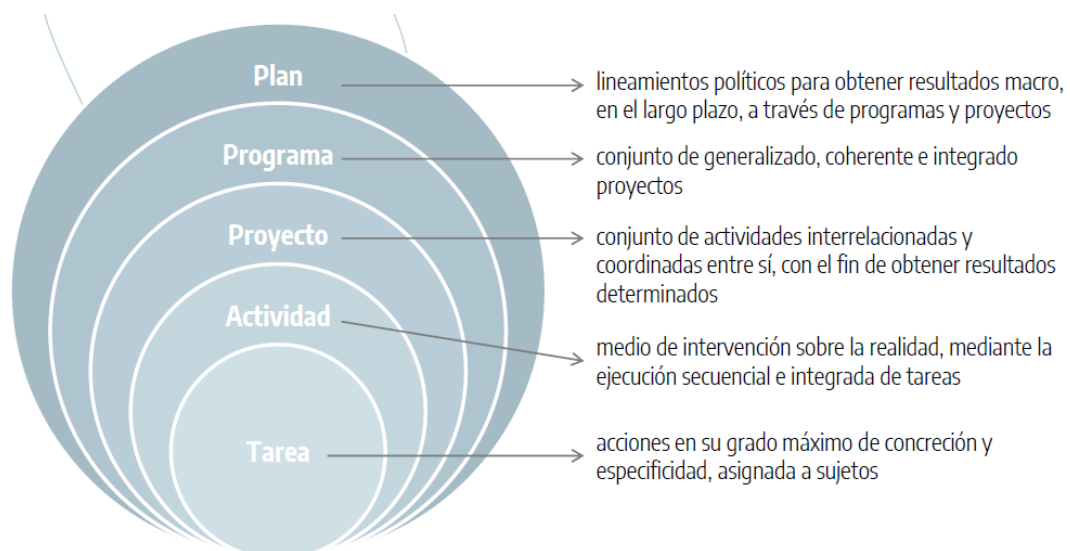 Plan
lineamientos políticos para obtener resultados macro,
en el largo plazo, a través de programas y proyectos
Programa
conjunto de generalizado, coherente e integrado
proyectos
Proyecto
conjunto de actividades interrelacionadas y
coordinadas entre sí, con el fin de obtener resultados
determinados
Actividad
medio de intervención sobre la realidad, mediante la
ejecución secuencial e integrada de tareas
Tarea
acciones en su grado máximo de concreción y
especificidad, asignada a sujetos